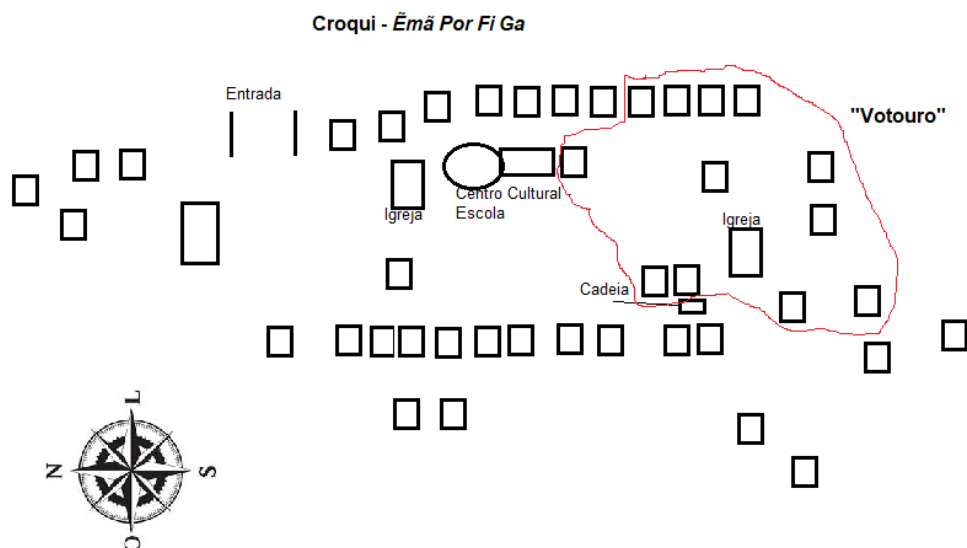 Croqui - Ẽmã Por Fi Ga
Entrada
"Votouro"
Igreja
Centro Cultural
Escola
Igreja
Cadeia
L
N
S
O